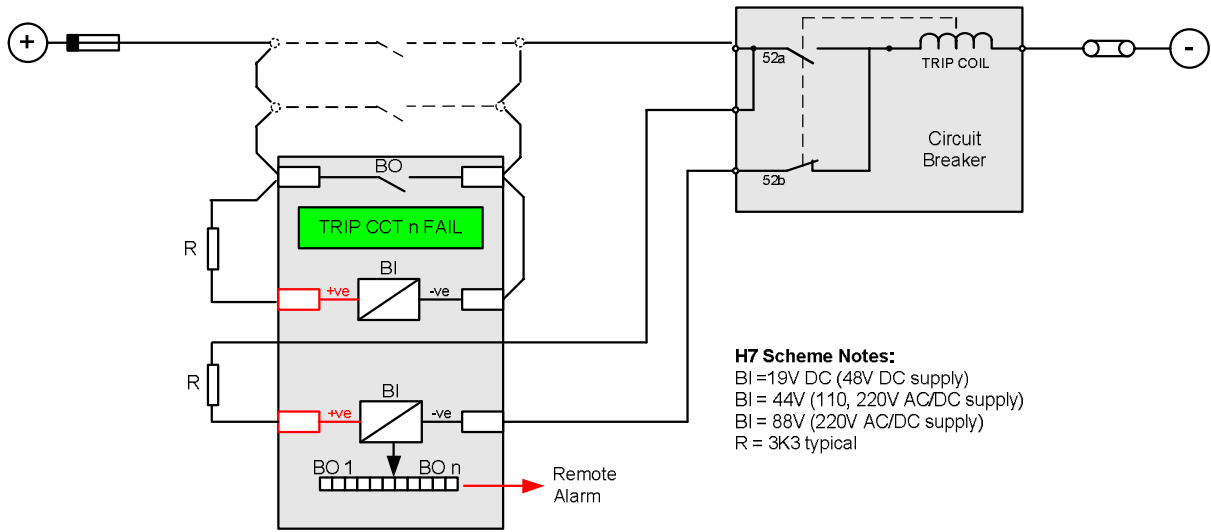 +
-
52a
TRIP COIL
Circuit
Breaker
52b
BO
TRIP CCT n FAIL
R
BI
+ve
-ve
R
BI
+ve
-ve
BO 1
BO n
Remote
Alarm
H7 Scheme Notes:
BI =19V DC (48V DC supply)
BI = 44V (110, 220V AC/DC supply)
BI = 88V (220V AC/DC supply)
R = 3K3 typical